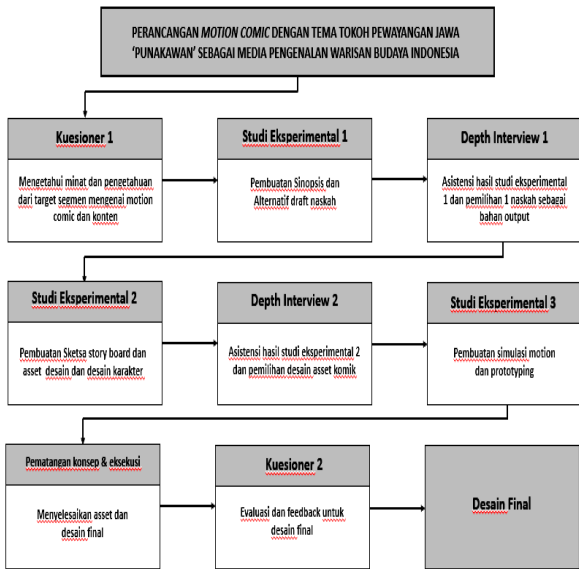 PERANCANGAN MOTION COMIC DENGAN TEMA TOKOH PEWAYANGAN JAWA
‘PUNAKAWAN’ SEBAGAI MEDIA PENGENALAN WARISAN BUDAYA INDONESIA
Kuesioner 1
Mengetahui minat dan pengetahuan
dari target segmen mengenai motion
comic dan konten
Studi Eksperimental 1
Pembuatan Sinopsis dan
Alternatif draft naskah
Depth Interview 1
Asistensi hasil studi eksperimental
1 dan pemilihan 1 naskah sebagai
bahan output
Studi Eksperimental 2
Pembuatan Sketsa story board dan
asset desain dan desain karakter
Depth Interview 2
Asistensi hasil studi eksperimental 2
dan pemilihan desain asset komik
Studi Eksperimental 3
Pembuatan simulasi motion
dan prototyping
Pematangan konsep & eksekusi
Menyelesaikan asset dan
desain final
Kuesioner 2
Evaluasi dan feedback untuk
desain final
Desain Final